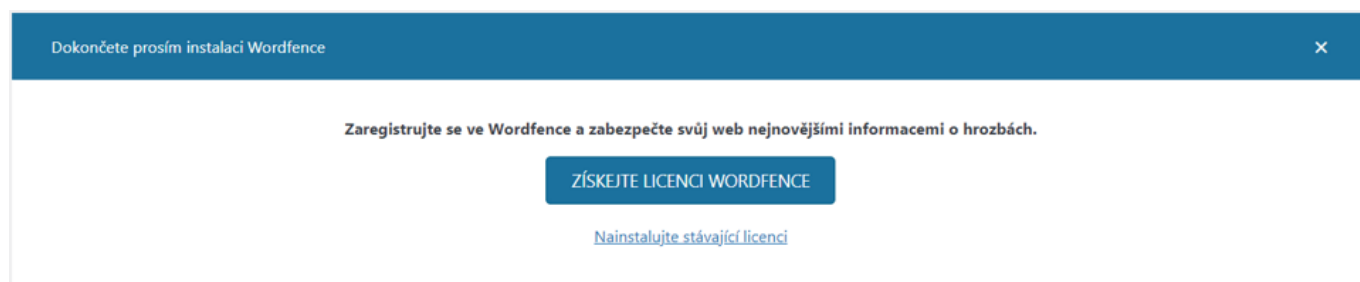 Dokončete prosím instalaci Wordfence
Zaregistrujte se ve Wordfence a zabezpečte svůj web nejnovějšími informacemi o hrozbách.
ZÍSKEJTE LICENCI WORDFENCE
Nainstalujte stávající licenci